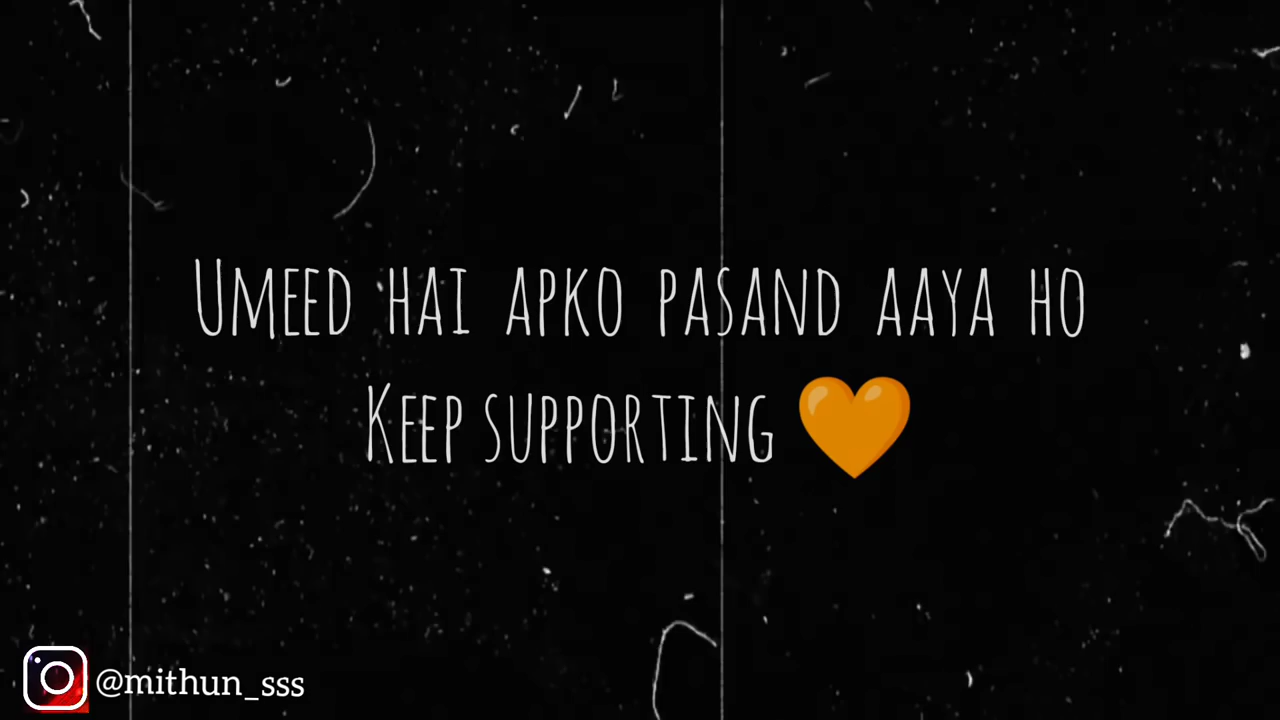 Umeed hai apko pasand aaya ho
Keep supporting 🧡
@mithun_sss